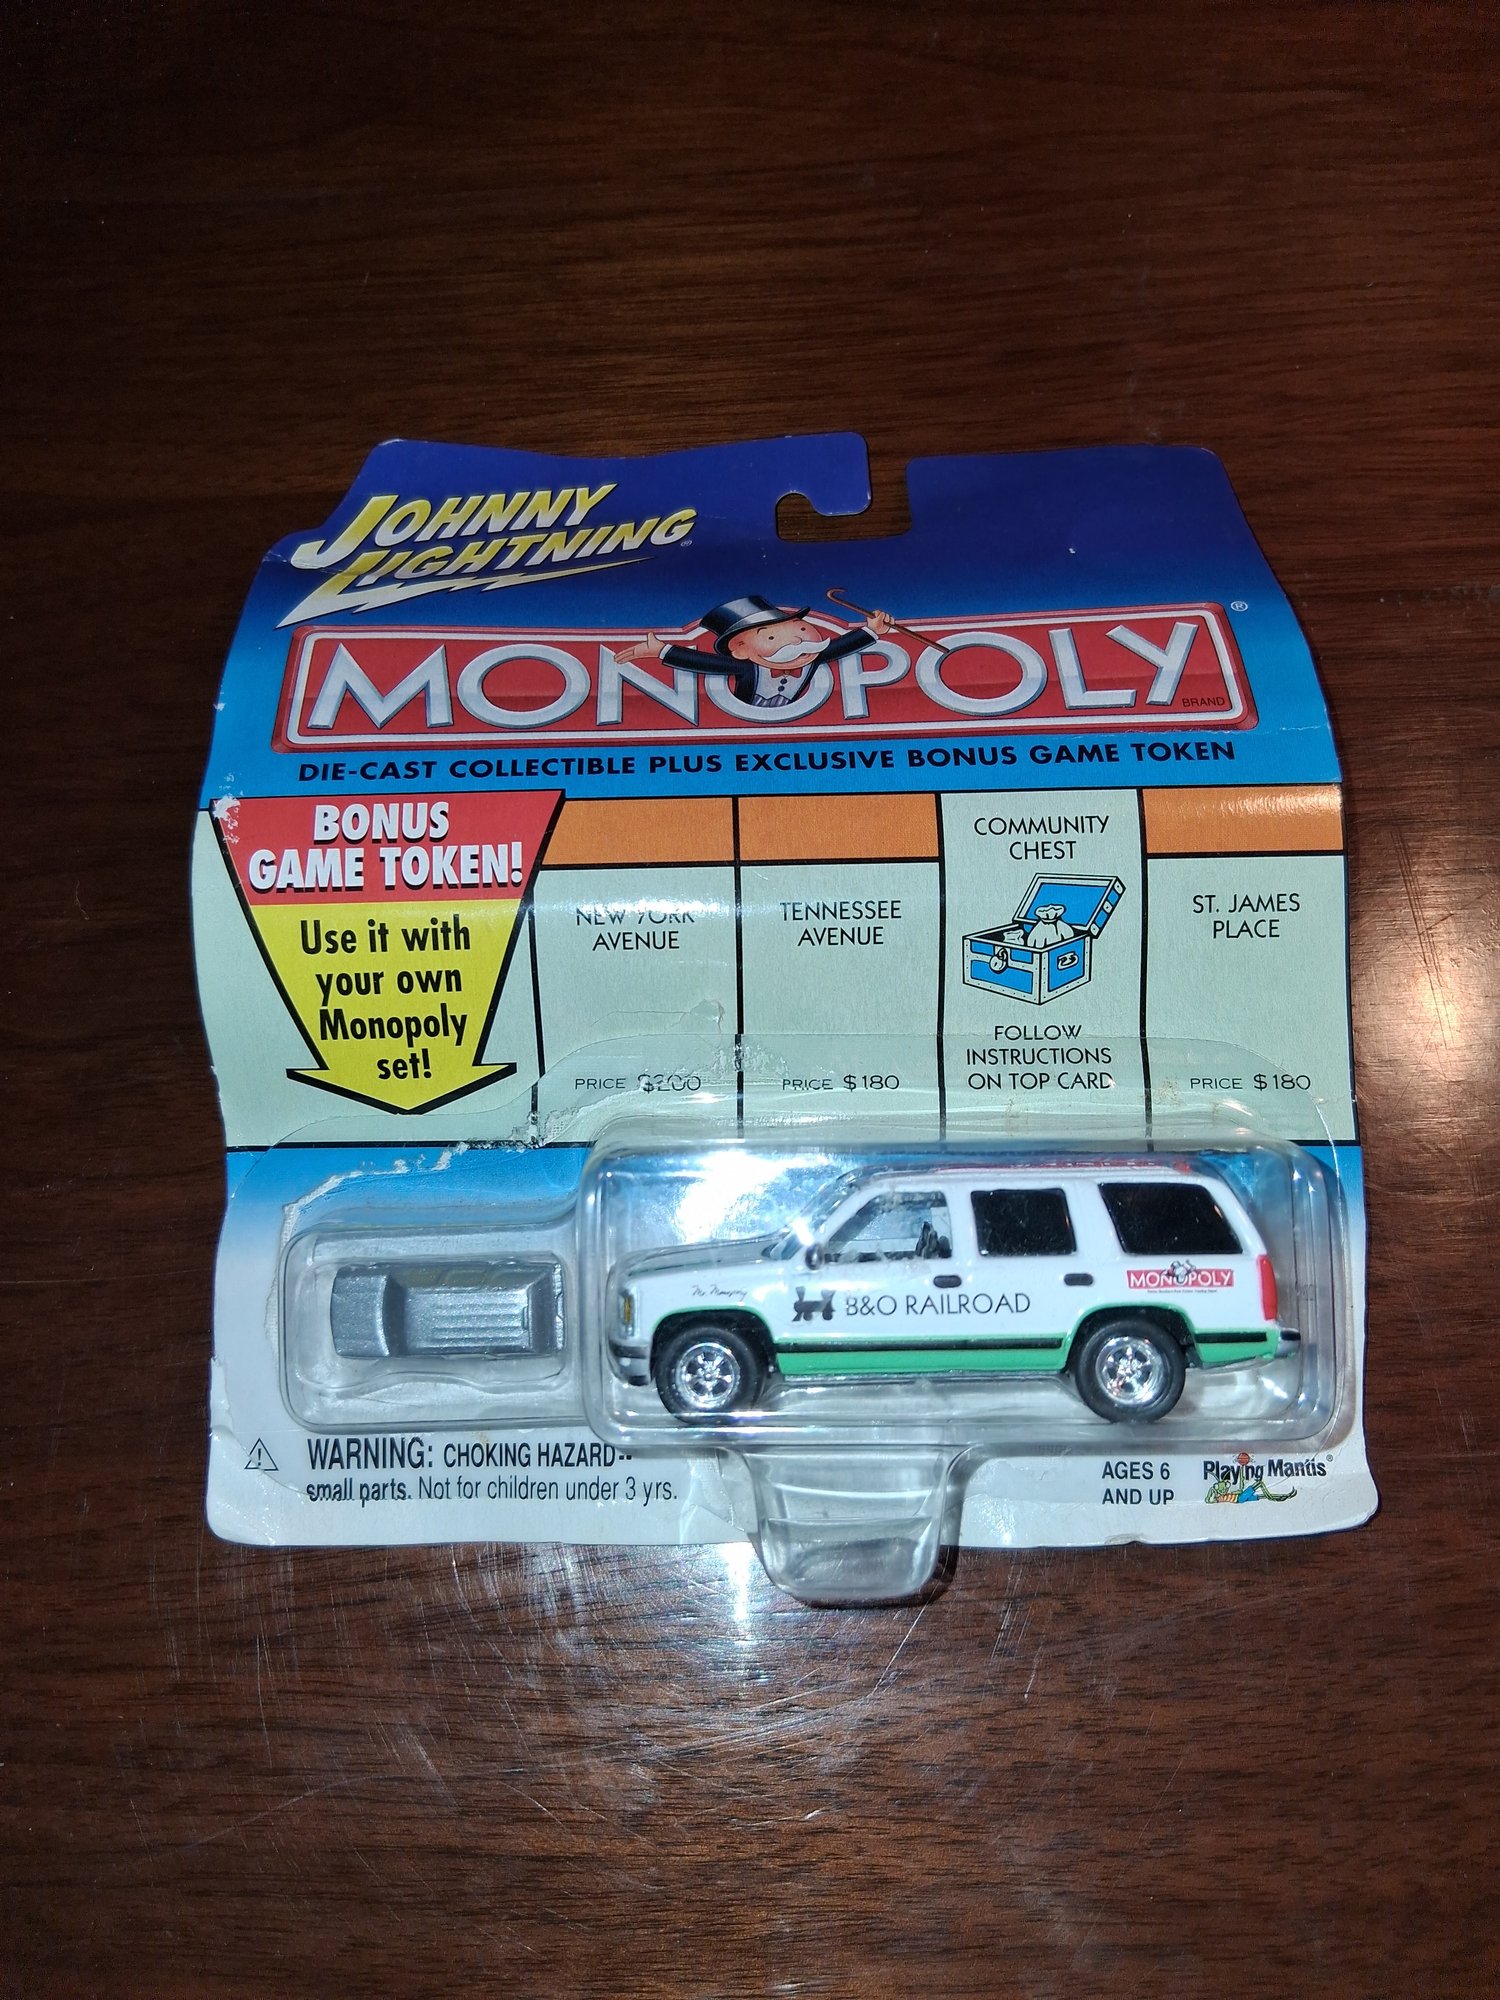 JOHNNY
LIGHTNING®
MONOPOLY®
BRAND
DIE-CAST COLLECTIBLE PLUS EXCLUSIVE BONUS GAME TOKEN
BONUS
GAME TOKEN!
Use it with
your own
Monopoly
set!
NEW YORK
AVENUE
PRICE $200
TENNESSEE
AVENUE
PRICE $180
COMMUNITY
CHEST
FOLLOW
INSTRUCTIONS
ON TOP CARD
ST. JAMES
PLACE
PRICE $180
Mr. Monopoly
B&O RAILROAD
MONOPOLY
WARNING: CHOKING HAZARD--
small parts. Not for children under 3 yrs.
AGES 6
AND UP
Playing Mantis®